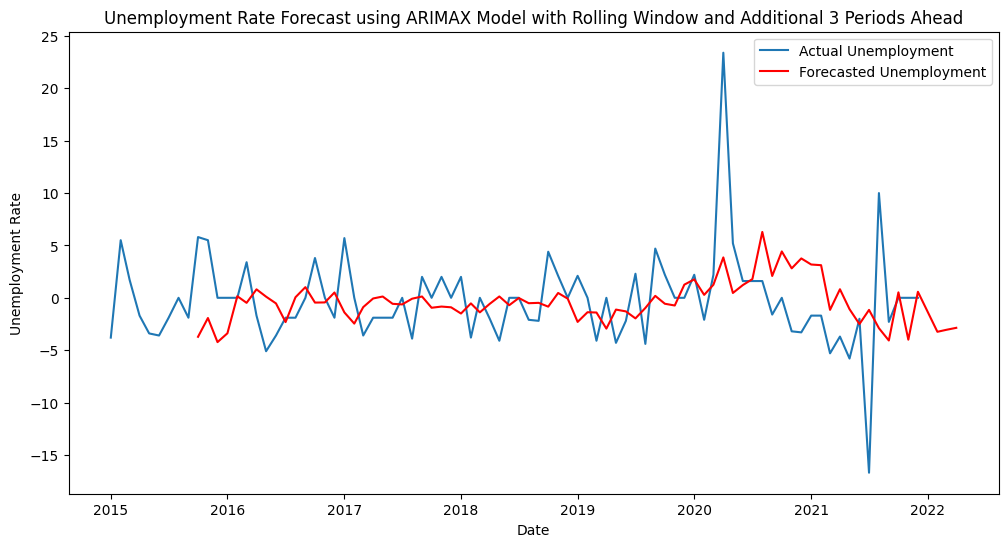 Unemployment Rate Forecast using ARIMAX Model with Rolling Window and Additional 3 Periods Ahead
Actual Unemployment
Forecasted Unemployment
Unemployment Rate
25
20
15
10
5
0
−5
−10
−15
2015 2016 2017 2018 2019 2020 2021 2022
Date